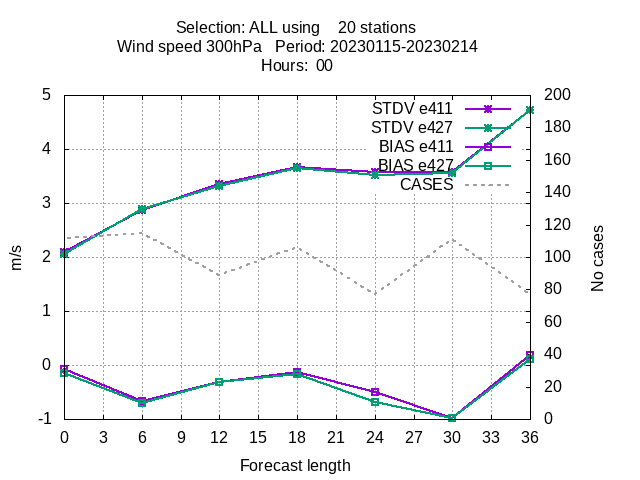 Selection: ALL using    20 stations
Wind speed 300hPa   Period: 20230115-20230214
Hours:  00
STDV e411
STDV e427
BIAS e411
BIAS e427
CASES
5
4
3
2
1
0
-1
m/s
200
180
160
140
120
100
80
60
40
20
0
No cases
0 3 6 9 12 15 18 21 24 27 30 33 36
Forecast length